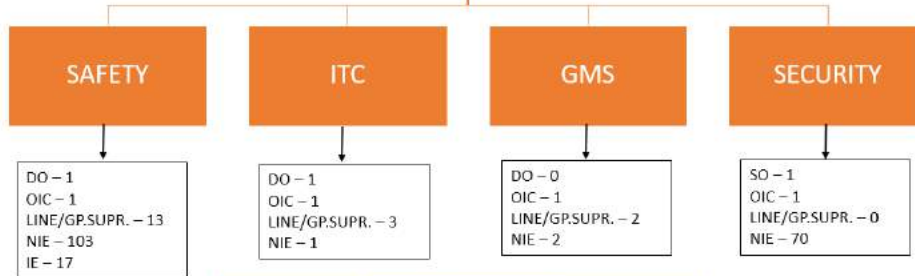 SAFETY
ITC
GMS
SECURITY
DO – 1
OIC – 1
LINE/GP.SUPR. – 13
NIE – 103
IE – 17
DO – 1
OIC – 1
LINE/GP.SUPR. – 3
NIE – 1
DO – 0
OIC – 1
LINE/GP.SUPR. – 2
NIE – 2
SO – 1
OIC – 1
LINE/GP.SUPR. – 0
NIE – 70